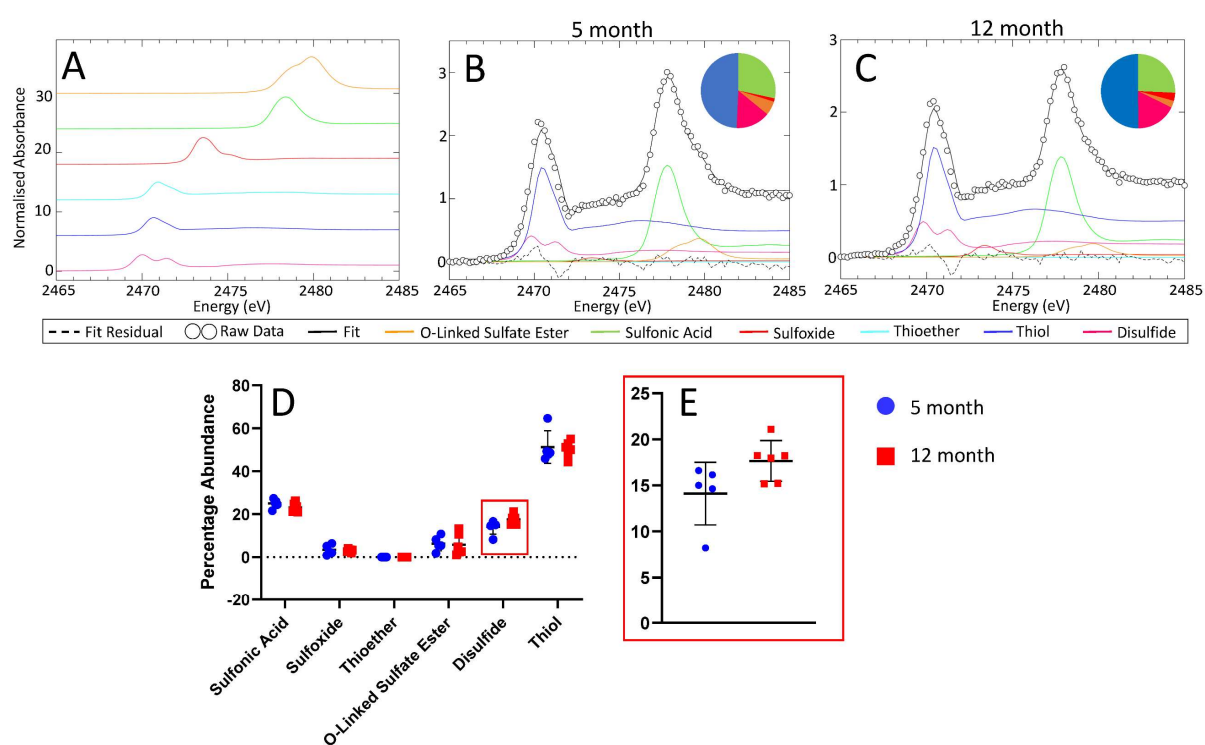 5 month
12 month
A
B
C
Normalised Absorbance
30
20
10
0
2465 2470 2475 2480 2485
Energy (eV)
3
2
1
0
2465 2470 2475 2480 2485
Energy (eV)
3
2
1
0
2465 2470 2475 2480 2485
Energy (eV)
Fit Residual Raw Data Fit O-Linked Sulfate Ester Sulfonic Acid Sulfoxide Thioether Thiol Disulfide
D
Percentage Abundance
80
60
40
20
0
-20
Sulfonic Acid
Sulfoxide
Thioether
O-Linked Sulfate Ester
Disulfide
Thiol
E
25
20
15
10
5
0
5 month
12 month